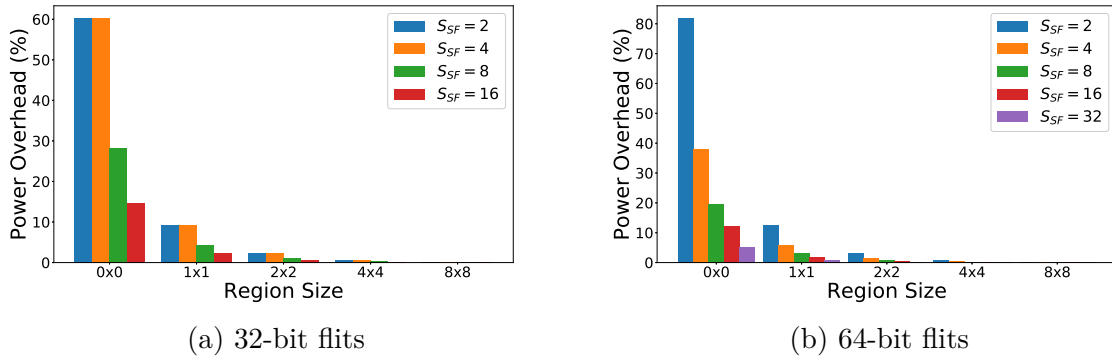 Power Overhead (%)
60
50
40
30
20
10
0
0x0 1x1 2x2 4x4 8x8
Region Size
S_SF = 2
S_SF = 4
S_SF = 8
S_SF = 16
(a) 32-bit flits
Power Overhead (%)
80
70
60
50
40
30
20
10
0
0x0 1x1 2x2 4x4 8x8
Region Size
S_SF = 2
S_SF = 4
S_SF = 8
S_SF = 16
S_SF = 32
(b) 64-bit flits